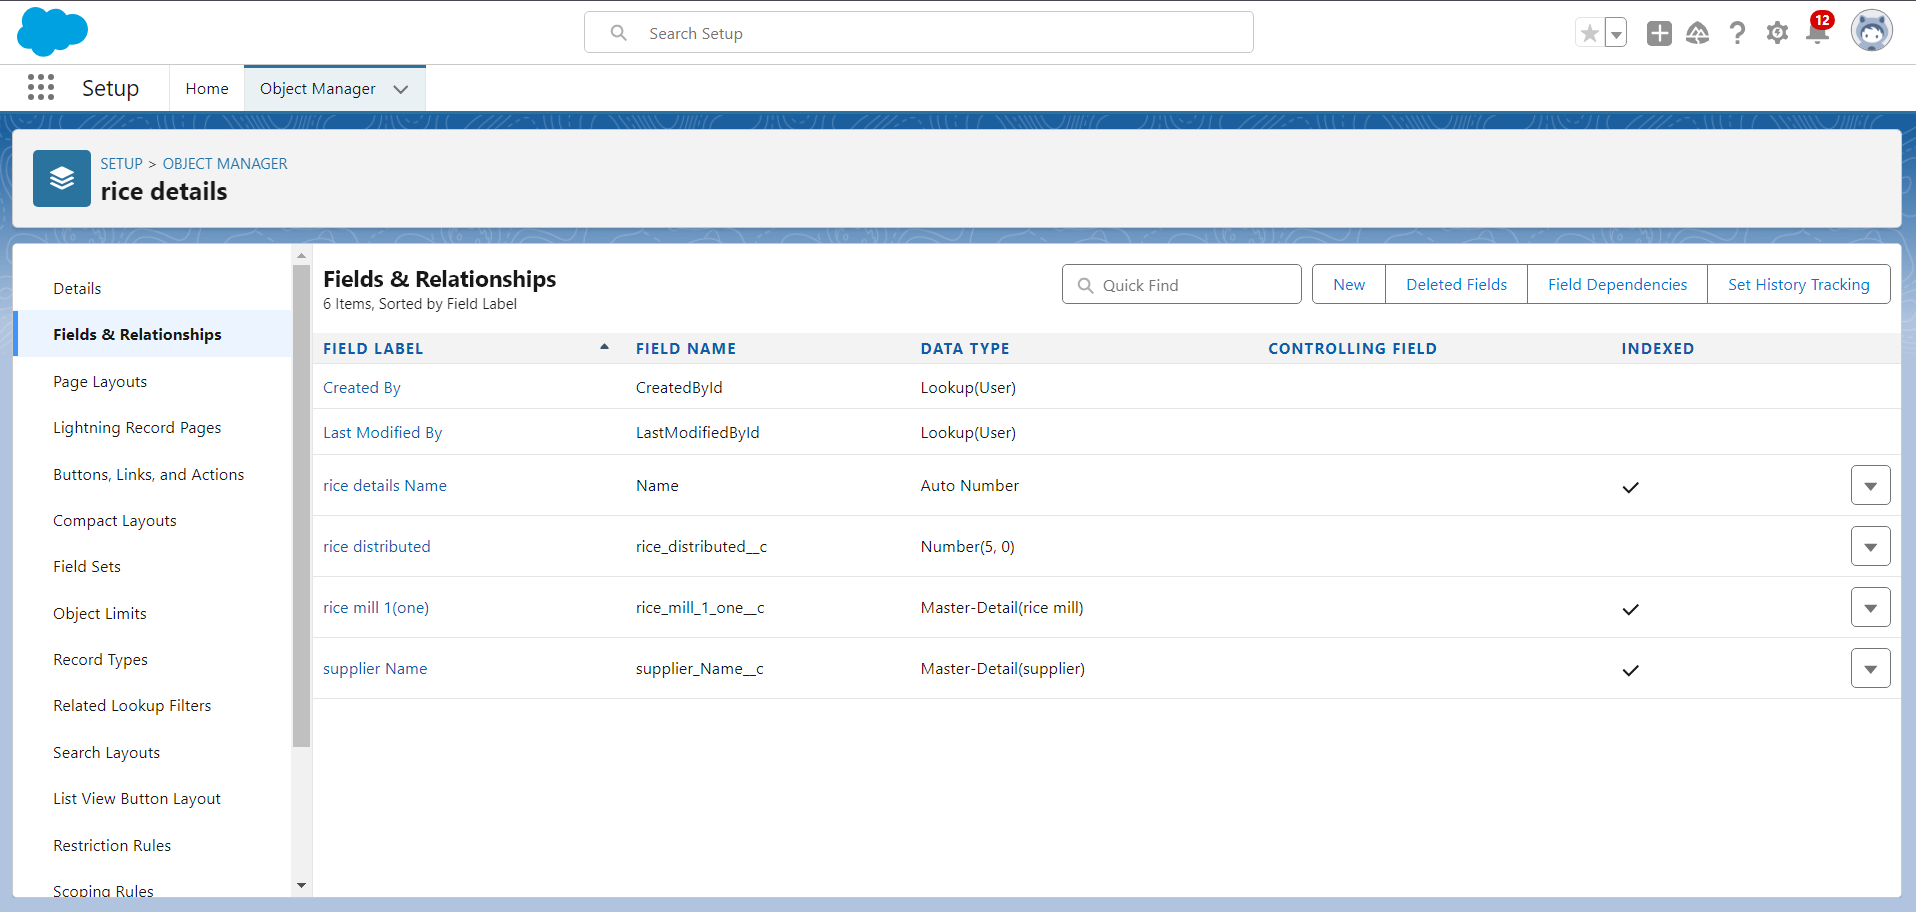 Search Setup
12
Setup
Home
Object Manager
SETUP > OBJECT MANAGER
rice details
Details
Fields & Relationships
Page Layouts
Lightning Record Pages
Buttons, Links, and Actions
Compact Layouts
Field Sets
Object Limits
Record Types
Related Lookup Filters
Search Layouts
List View Button Layout
Restriction Rules
Scoping Rules
Fields & Relationships
6 Items, Sorted by Field Label
Quick Find
New
Deleted Fields
Field Dependencies
Set History Tracking
FIELD LABEL FIELD NAME DATA TYPE CONTROLLING FIELD INDEXED
Created By CreatedById Lookup(User)
Last Modified By LastModifiedById Lookup(User)
rice details Name Name Auto Number
rice distributed rice_distributed__c Number(5, 0)
rice mill 1(one) rice_mill_1_one__c Master-Detail(rice mill)
supplier Name supplier_Name__c Master-Detail(supplier)